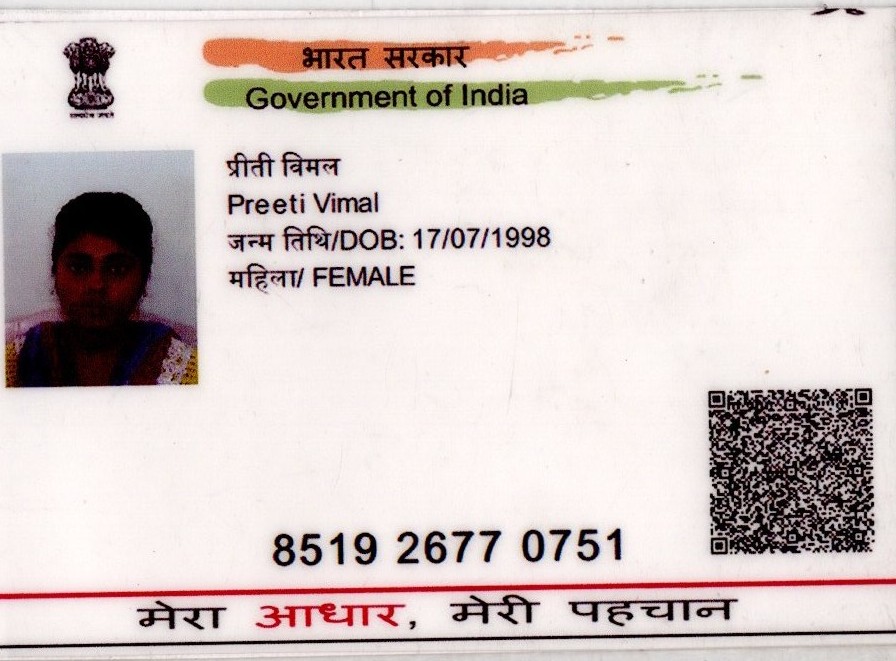 भारत सरकार
Government of India
सत्यमेव जयते
प्रीती विमल
Preeti Vimal
जन्म तिथि/DOB: 17/07/1998
महिला/ FEMALE
8519 2677 0751
मेरा आधार, मेरी पहचान